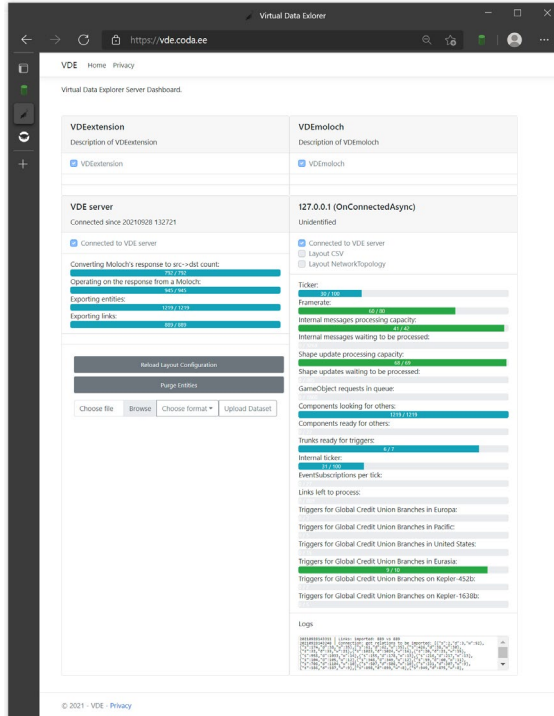 Virtual Data Exlorer
https://vde.coda.ee
VDE Home Privacy
Virtual Data Explorer Server Dashboard.
VDEextension
Description of VDEextension
VDEextension
VDEmoloch
Description of VDEmoloch
VDEmoloch
VDE server
Connected since 20210928 132721
Connected to VDE server
Converting Moloch's response to src->dst count:
792 / 792
Operating on the response from a Moloch:
945 / 945
Exporting entities:
1219 / 1219
Exporting links:
889 / 889
Reload Layout Configuration
Purge Entities
Choose file Browse Choose format Upload Dataset
127.0.0.1 (OnConnectedAsync)
Unidentified
Connected to VDE server
Layout CSV
Layout NetworkTopology
Ticker:
30 / 100
Framerate:
60 / 80
Internal messages processing capacity:
41 / 42
Internal messages waiting to be processed:
Shape update processing capacity:
68 / 69
Shape updates waiting to be processed:
GameObject requests in queue:
Components looking for others:
1219 / 1219
Components ready for others:
Trunks ready for triggers:
6 / 7
Internal ticker:
31 / 100
EventSubscriptions per tick:
Links left to process:
Triggers for Global Credit Union Branches in Europa:
Triggers for Global Credit Union Branches in Pacific:
Triggers for Global Credit Union Branches in United States:
Triggers for Global Credit Union Branches in Eurasia:
9 / 10
Triggers for Global Credit Union Branches on Kepler-452b:
Triggers for Global Credit Union Branches on Kepler-1638b:
Logs
© 2021 - VDE - Privacy